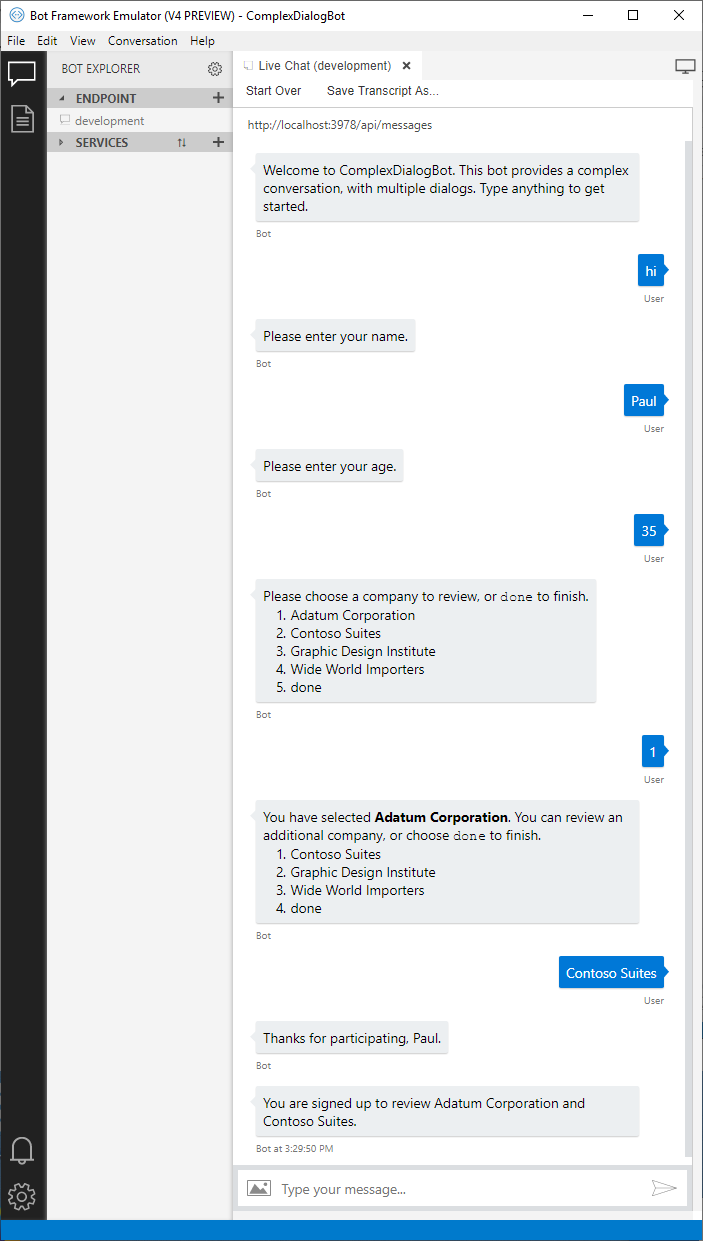 Bot Framework Emulator (V4 PREVIEW) - ComplexDialogBot
File Edit View Conversation Help
BOT EXPLORER
ENDPOINT
development
SERVICES
Live Chat (development)
Start Over Save Transcript As...
http://localhost:3978/api/messages
Welcome to ComplexDialogBot. This bot provides a complex
conversation, with multiple dialogs. Type anything to get
started.
Bot
hi
User
Please enter your name.
Bot
Paul
User
Please enter your age.
Bot
35
User
Please choose a company to review, or done to finish.
1. Adatum Corporation
2. Contoso Suites
3. Graphic Design Institute
4. Wide World Importers
5. done
Bot
1
User
You have selected Adatum Corporation. You can review an
additional company, or choose done to finish.
1. Contoso Suites
2. Graphic Design Institute
3. Wide World Importers
4. done
Bot
Contoso Suites
User
Thanks for participating, Paul.
Bot
You are signed up to review Adatum Corporation and
Contoso Suites.
Bot at 3:29:50 PM
Type your message...